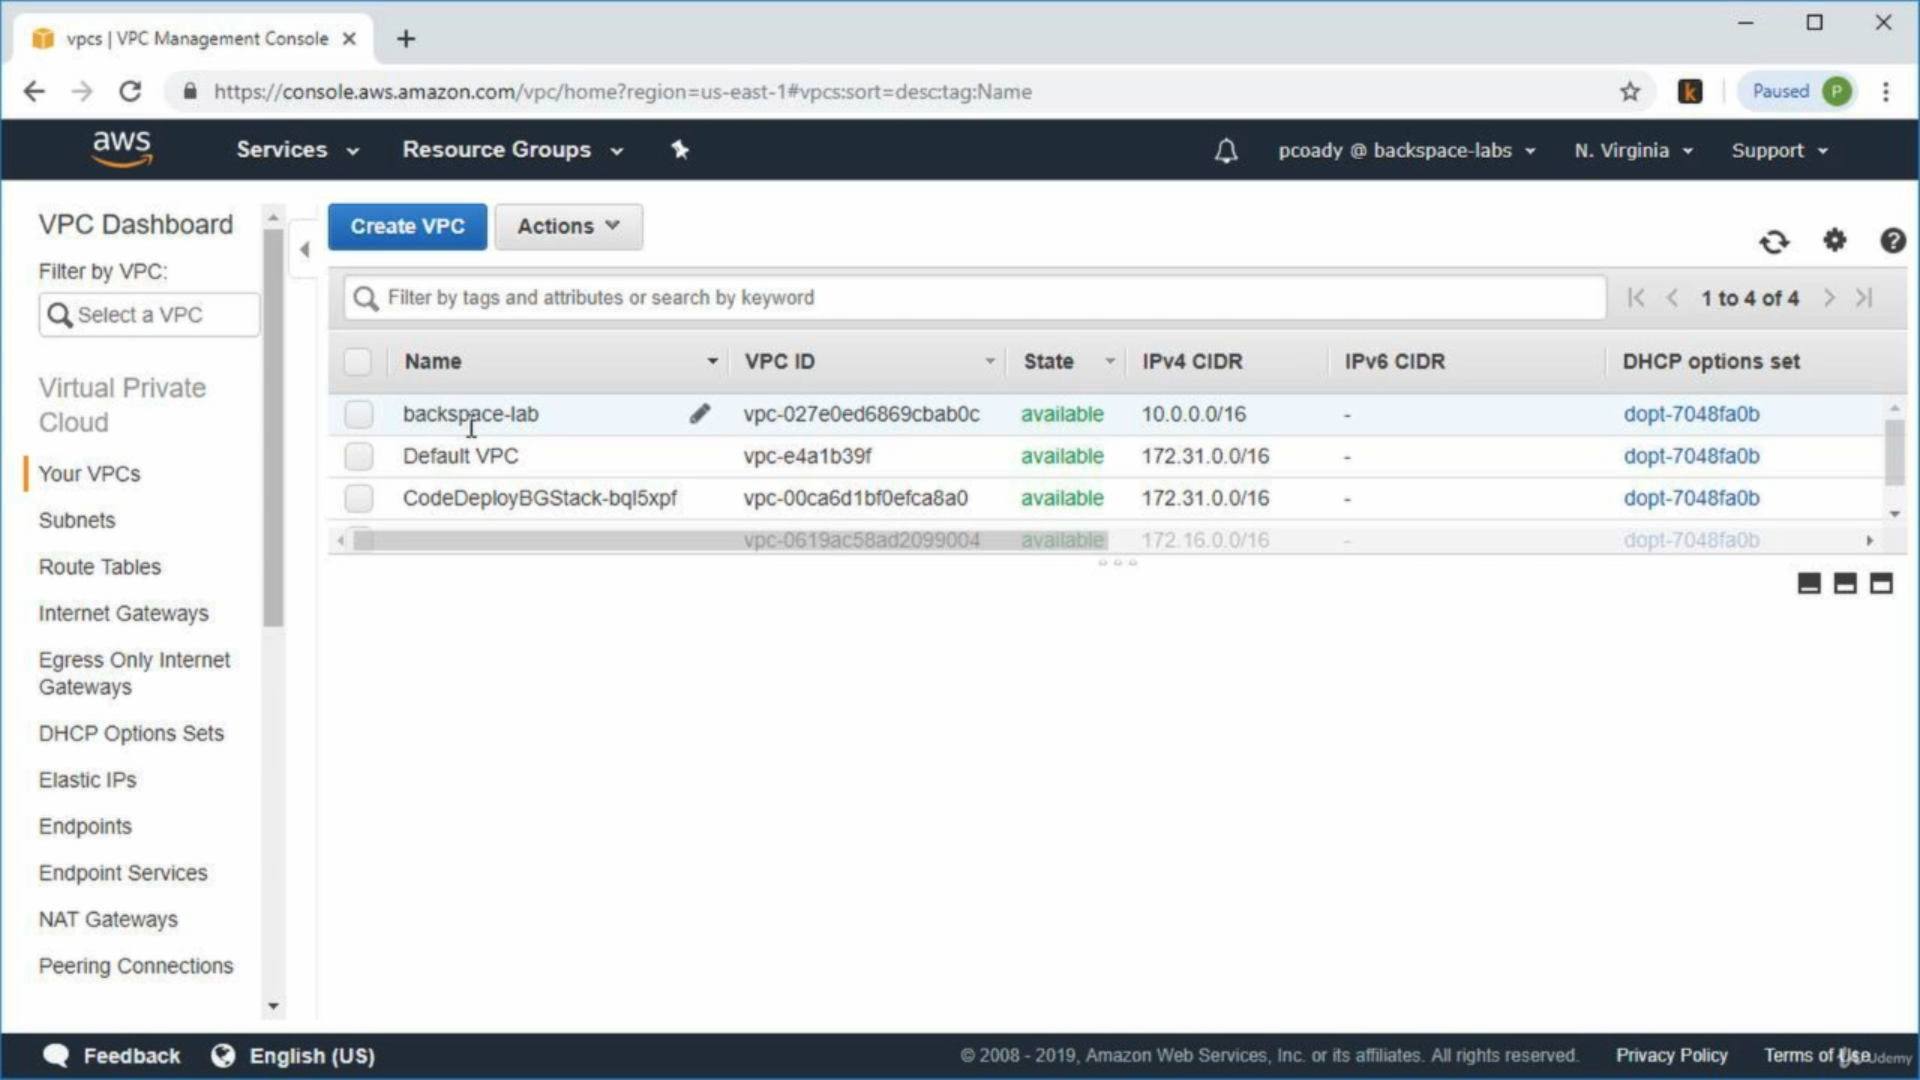 vpcs | VPC Management Console
https://console.aws.amazon.com/vpc/home?region=us-east-1#vpcs:sort=desc:tag:Name
k
Paused P
aws Services Resource Groups pcoady @ backspace-labs N. Virginia Support
VPC Dashboard
Filter by VPC:
Select a VPC
Virtual Private
Cloud
Your VPCs
Subnets
Route Tables
Internet Gateways
Egress Only Internet
Gateways
DHCP Options Sets
Elastic IPs
Endpoints
Endpoint Services
NAT Gateways
Peering Connections
Create VPC Actions
Filter by tags and attributes or search by keyword 1 to 4 of 4
Name VPC ID State IPv4 CIDR IPv6 CIDR DHCP options set
backspace-lab vpc-027e0ed6869cbab0c available 10.0.0.0/16 - dopt-7048fa0b
Default VPC vpc-e4a1b39f available 172.31.0.0/16 - dopt-7048fa0b
CodeDeployBGStack-bql5xpf vpc-00ca6d1bf0efca8a0 available 172.31.0.0/16 - dopt-7048fa0b
vpc-0619ac58ad2099004 available 172.16.0.0/16 - dopt-7048fa0b
Feedback English (US) © 2008 - 2019, Amazon Web Services, Inc. or its affiliates. All rights reserved. Privacy Policy Terms of Use
Udemy